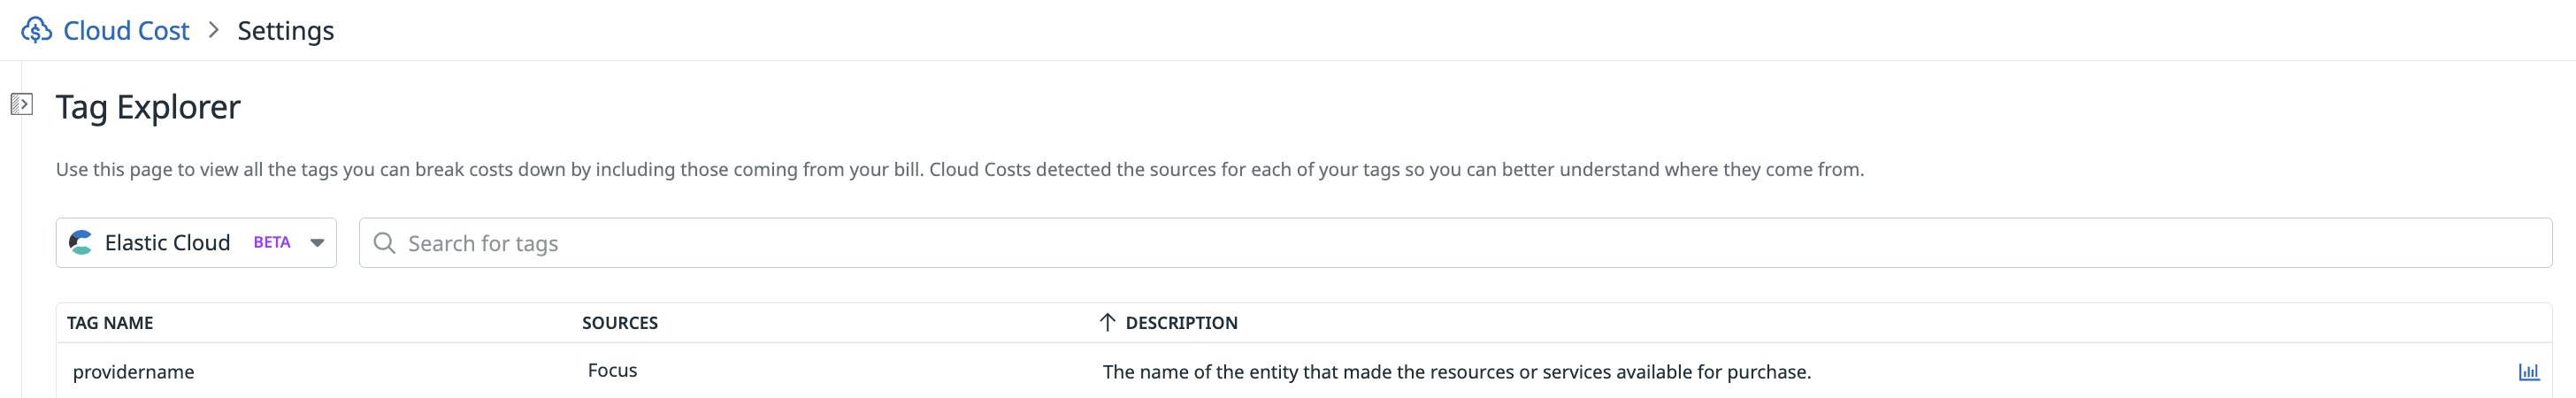 Cloud Cost > Settings
Tag Explorer
Use this page to view all the tags you can break costs down by including those coming from your bill. Cloud Costs detected the sources for each of your tags so you can better understand where they come from.
Elastic Cloud BETA Search for tags
TAG NAME SOURCES DESCRIPTION
providername Focus The name of the entity that made the resources or services available for purchase.